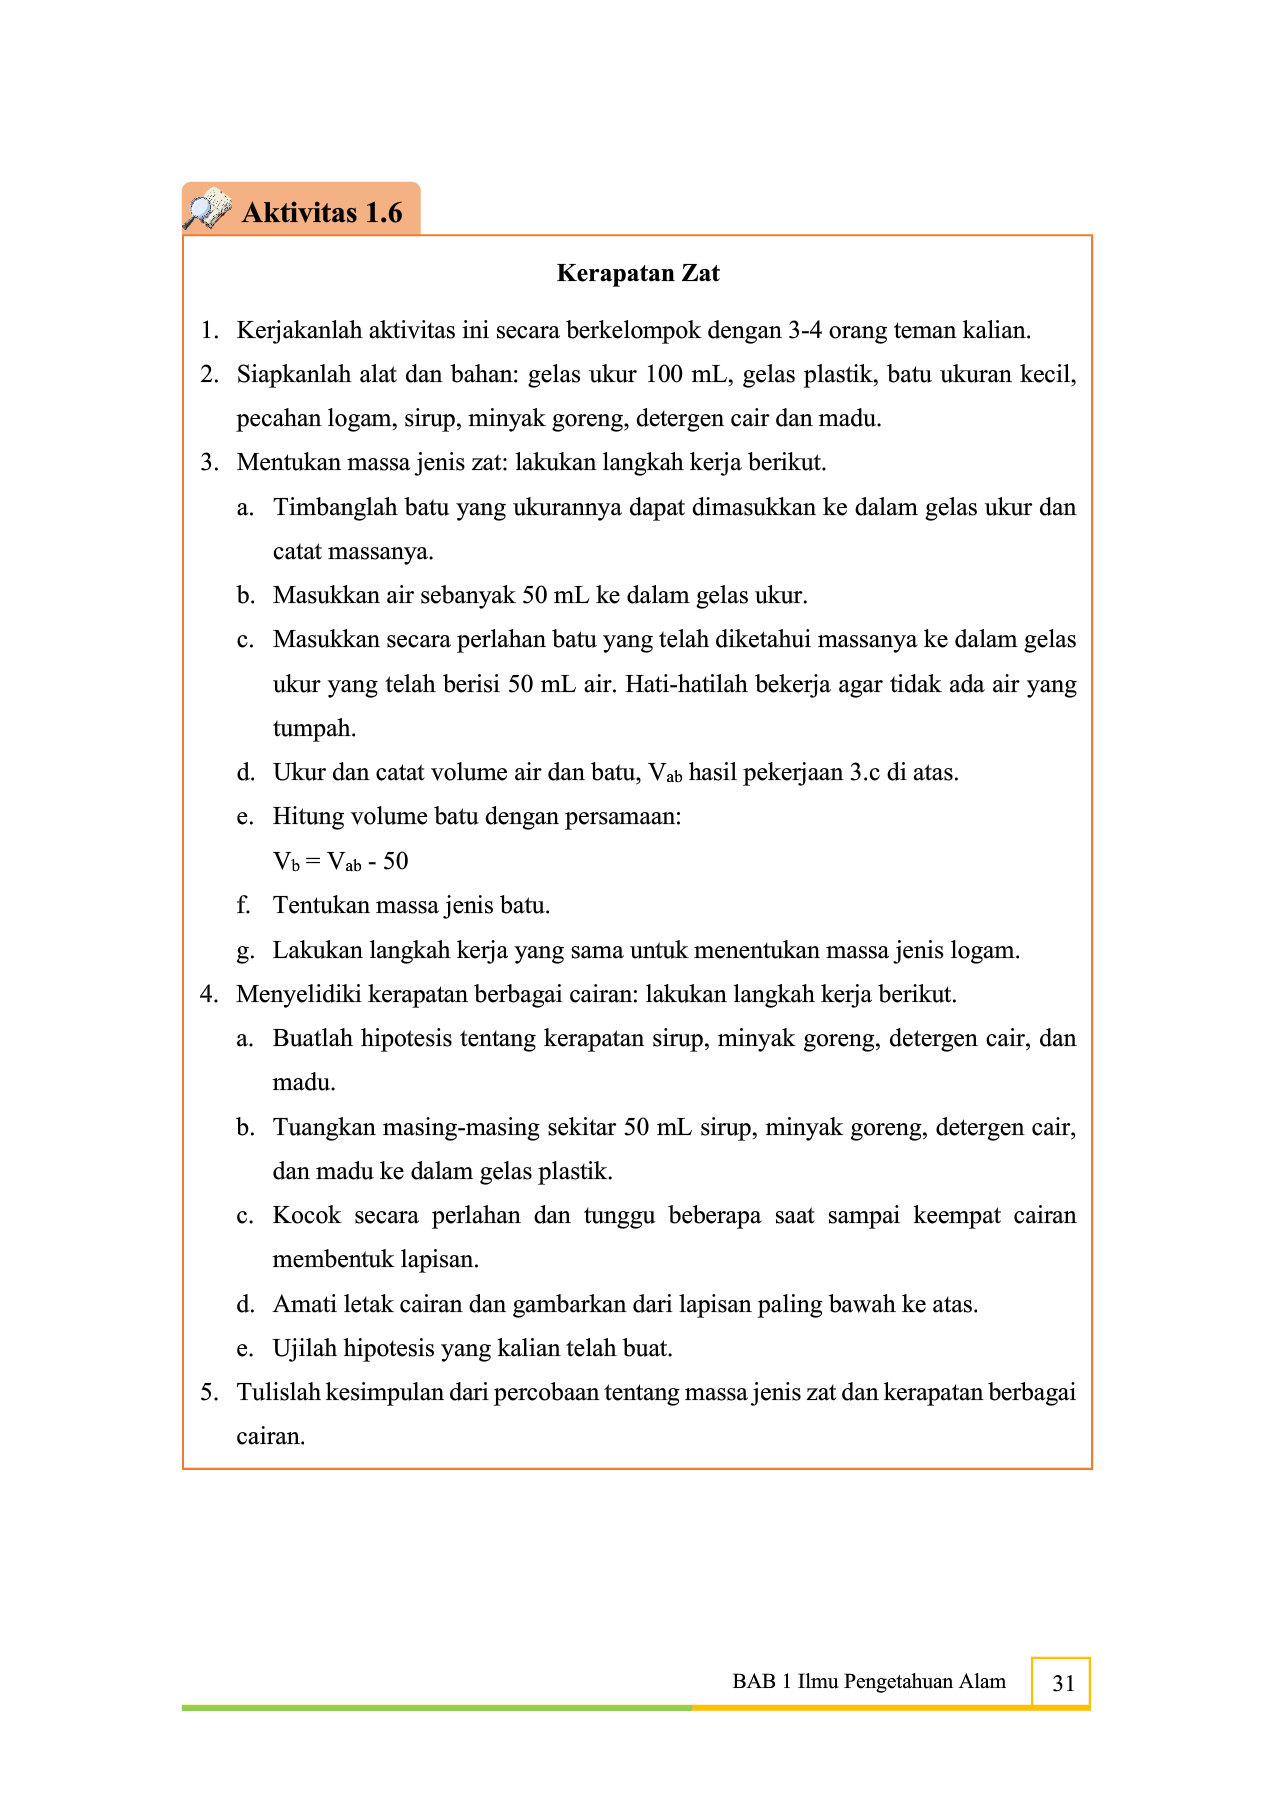 Aktivitas 1.6
Kerapatan Zat
1. Kerjakanlah aktivitas ini secara berkelompok dengan 3-4 orang teman kalian.
2. Siapkanlah alat dan bahan: gelas ukur 100 mL, gelas plastik, batu ukuran kecil,
pecahan logam, sirup, minyak goreng, detergen cair dan madu.
3. Mentukan massa jenis zat: lakukan langkah kerja berikut.
a. Timbanglah batu yang ukurannya dapat dimasukkan ke dalam gelas ukur dan
catat massanya.
b. Masukkan air sebanyak 50 mL ke dalam gelas ukur.
c. Masukkan secara perlahan batu yang telah diketahui massanya ke dalam gelas
ukur yang telah berisi 50 mL air. Hati-hatilah bekerja agar tidak ada air yang
tumpah.
d. Ukur dan catat volume air dan batu, Vab hasil pekerjaan 3.c di atas.
e. Hitung volume batu dengan persamaan:
Vb = Vab - 50
f. Tentukan massa jenis batu.
g. Lakukan langkah kerja yang sama untuk menentukan massa jenis logam.
4. Menyelidiki kerapatan berbagai cairan: lakukan langkah kerja berikut.
a. Buatlah hipotesis tentang kerapatan sirup, minyak goreng, detergen cair, dan
madu.
b. Tuangkan masing-masing sekitar 50 mL sirup, minyak goreng, detergen cair,
dan madu ke dalam gelas plastik.
c. Kocok secara perlahan dan tunggu beberapa saat sampai keempat cairan
membentuk lapisan.
d. Amati letak cairan dan gambarkan dari lapisan paling bawah ke atas.
e. Ujilah hipotesis yang kalian telah buat.
5. Tulislah kesimpulan dari percobaan tentang massa jenis zat dan kerapatan berbagai
cairan.
BAB 1 Ilmu Pengetahuan Alam 31